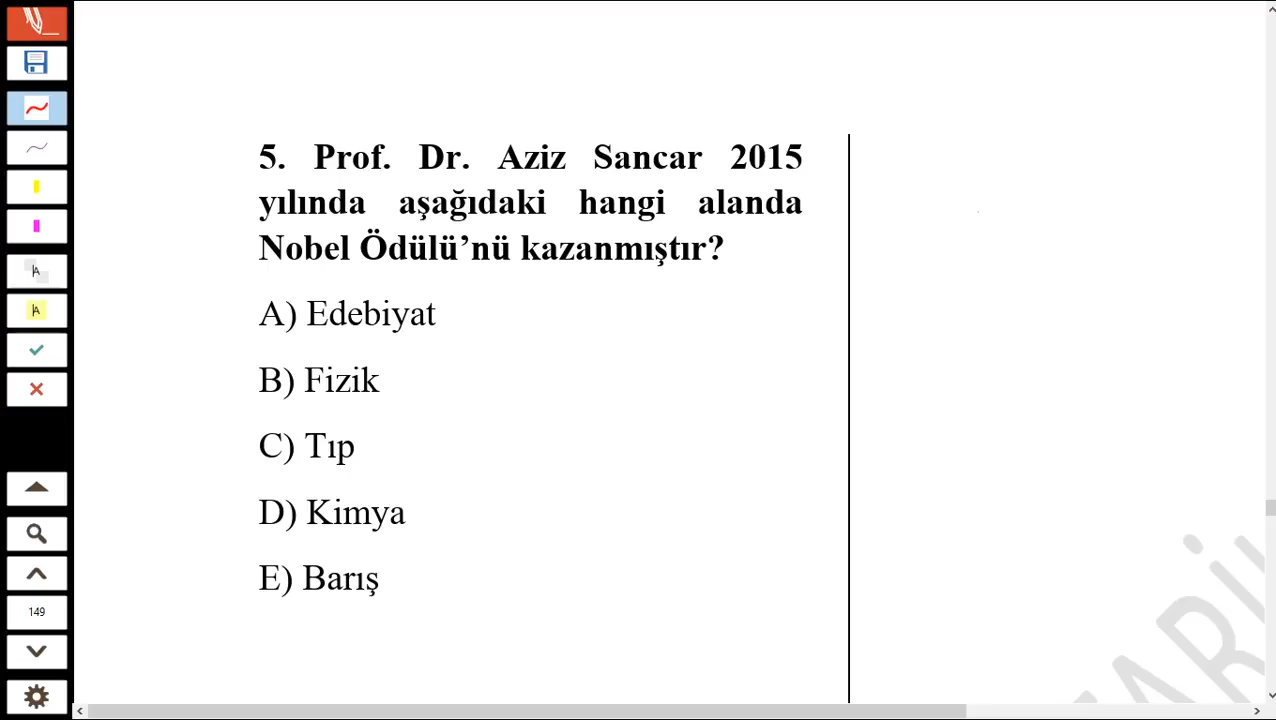 5. Prof. Dr. Aziz Sancar 2015
yılında aşağıdaki hangi alanda
Nobel Ödülü’nü kazanmıştır?
A) Edebiyat
B) Fizik
C) Tıp
D) Kimya
E) Barış
A
A
149